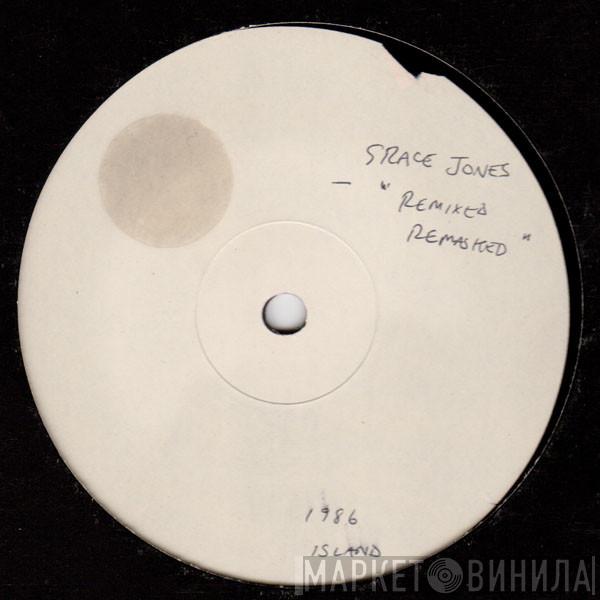 GRACE JONES
— "REMIXED
REMASKED"
1986
ISLAND
МАРКЕТ ВИНИЛА